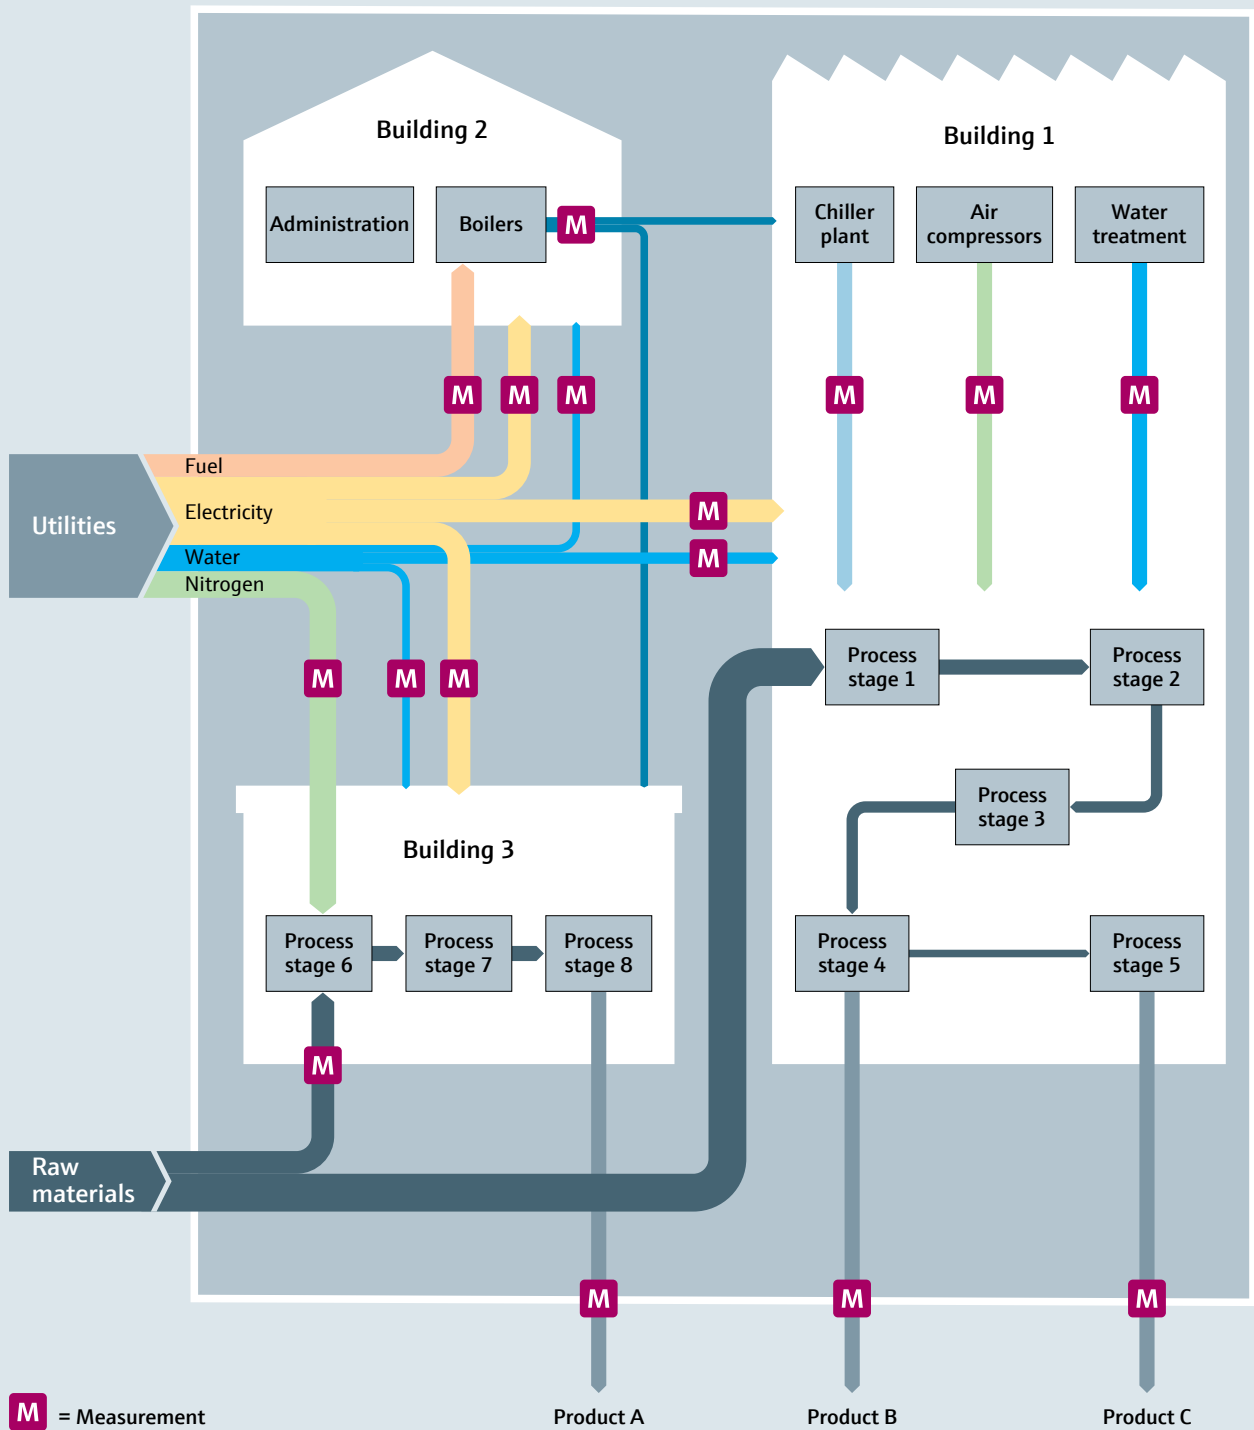 Building 2
Building 1
Administration
Boilers
M
Chiller
plant
Air
compressors
Water
treatment
M
M
M
M
M
M
Fuel
Utilities
Electricity
M
Water
M
Nitrogen
M
M
M
Process
stage 1
Process
stage 2
Process
stage 3
Building 3
Process
stage 6
Process
stage 7
Process
stage 8
Process
stage 4
Process
stage 5
M
Raw
materials
M
M
M
M
= Measurement
Product A
Product B
Product C